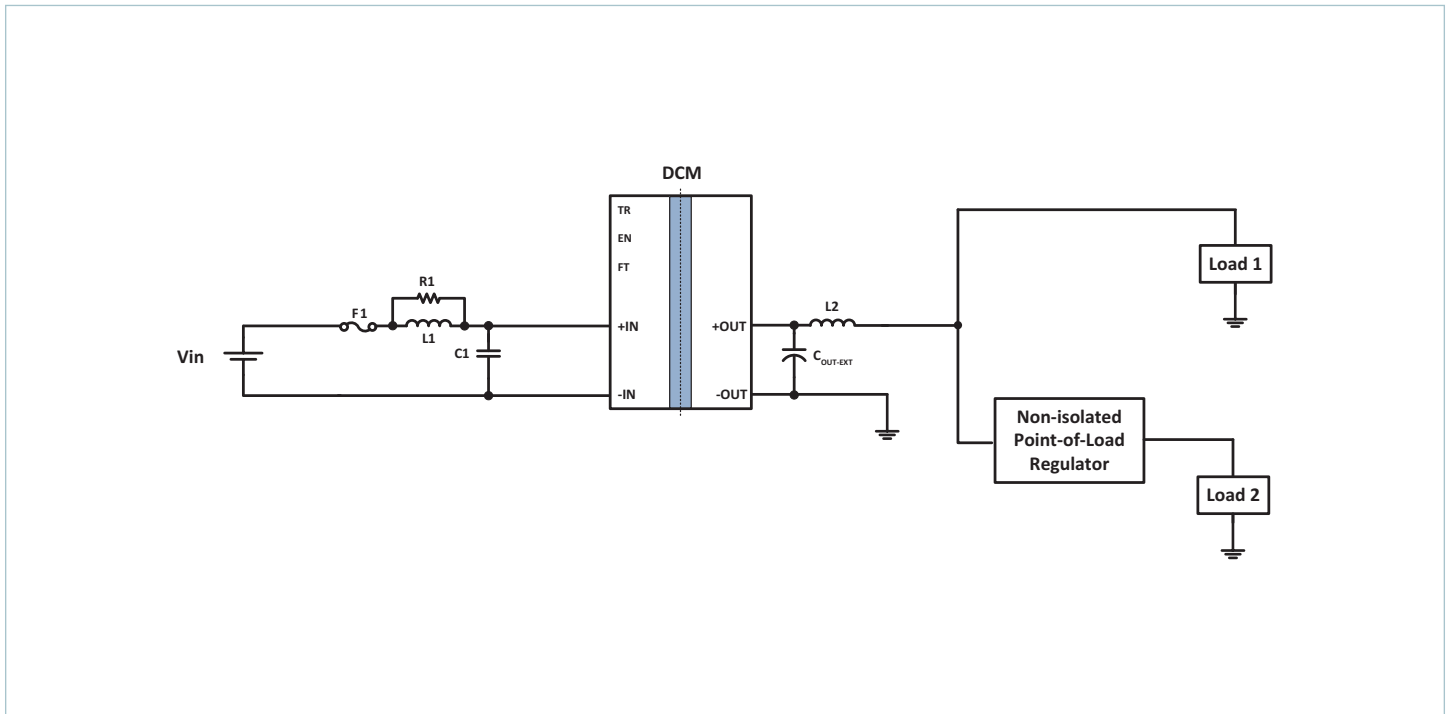 DCM
TR
EN
FT
+IN
-IN
+OUT
-OUT
Vin
F1
R1
L1
C1
L2
COUT-EXT
Load 1
Non-isolated
Point-of-Load
Regulator
Load 2